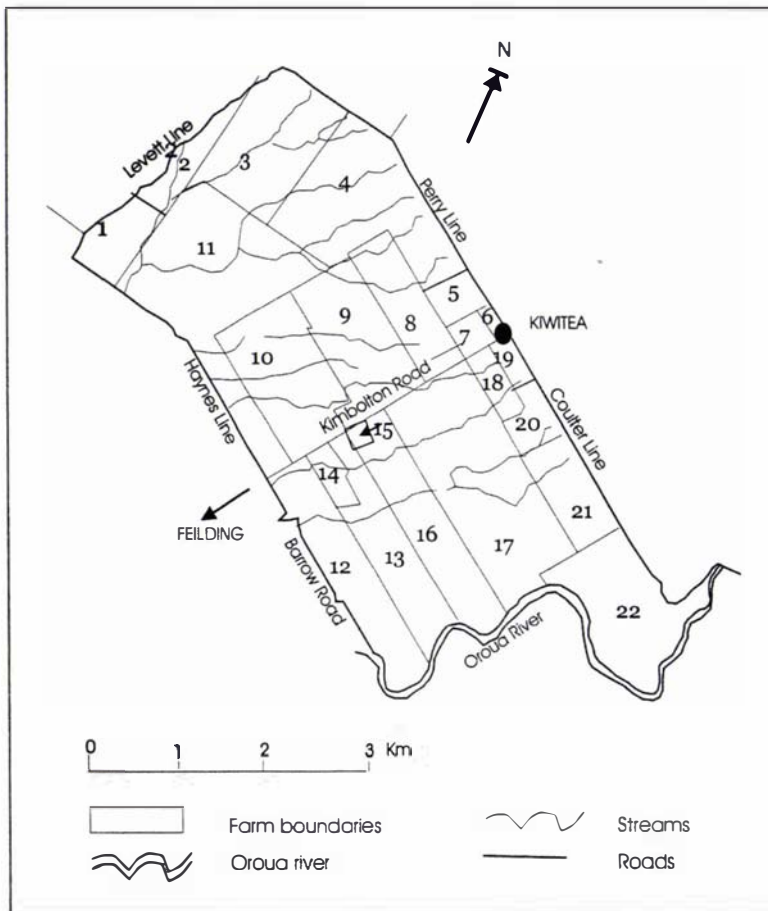 N
Levett Line
2
2
3
1
4
Perry Line
11
5
9
8
6
KIWITEA
7
10
19
Haynes Line
Kimbolton Road
18
Coulter Line
15
20
14
FEILDING
21
16
17
12
13
Barrow Road
22
Oroua River
0 1 2 3 Km
Farm boundaries
Streams
Oroua river
Roads